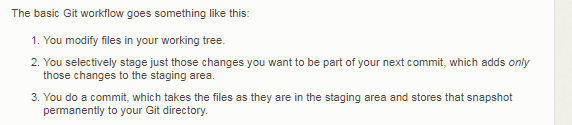 The basic Git workflow goes something like this:
1. You modify files in your working tree.
2. You selectively stage just those changes you want to be part of your next commit, which adds only
those changes to the staging area.
3. You do a commit, which takes the files as they are in the staging area and stores that snapshot
permanently to your Git directory.